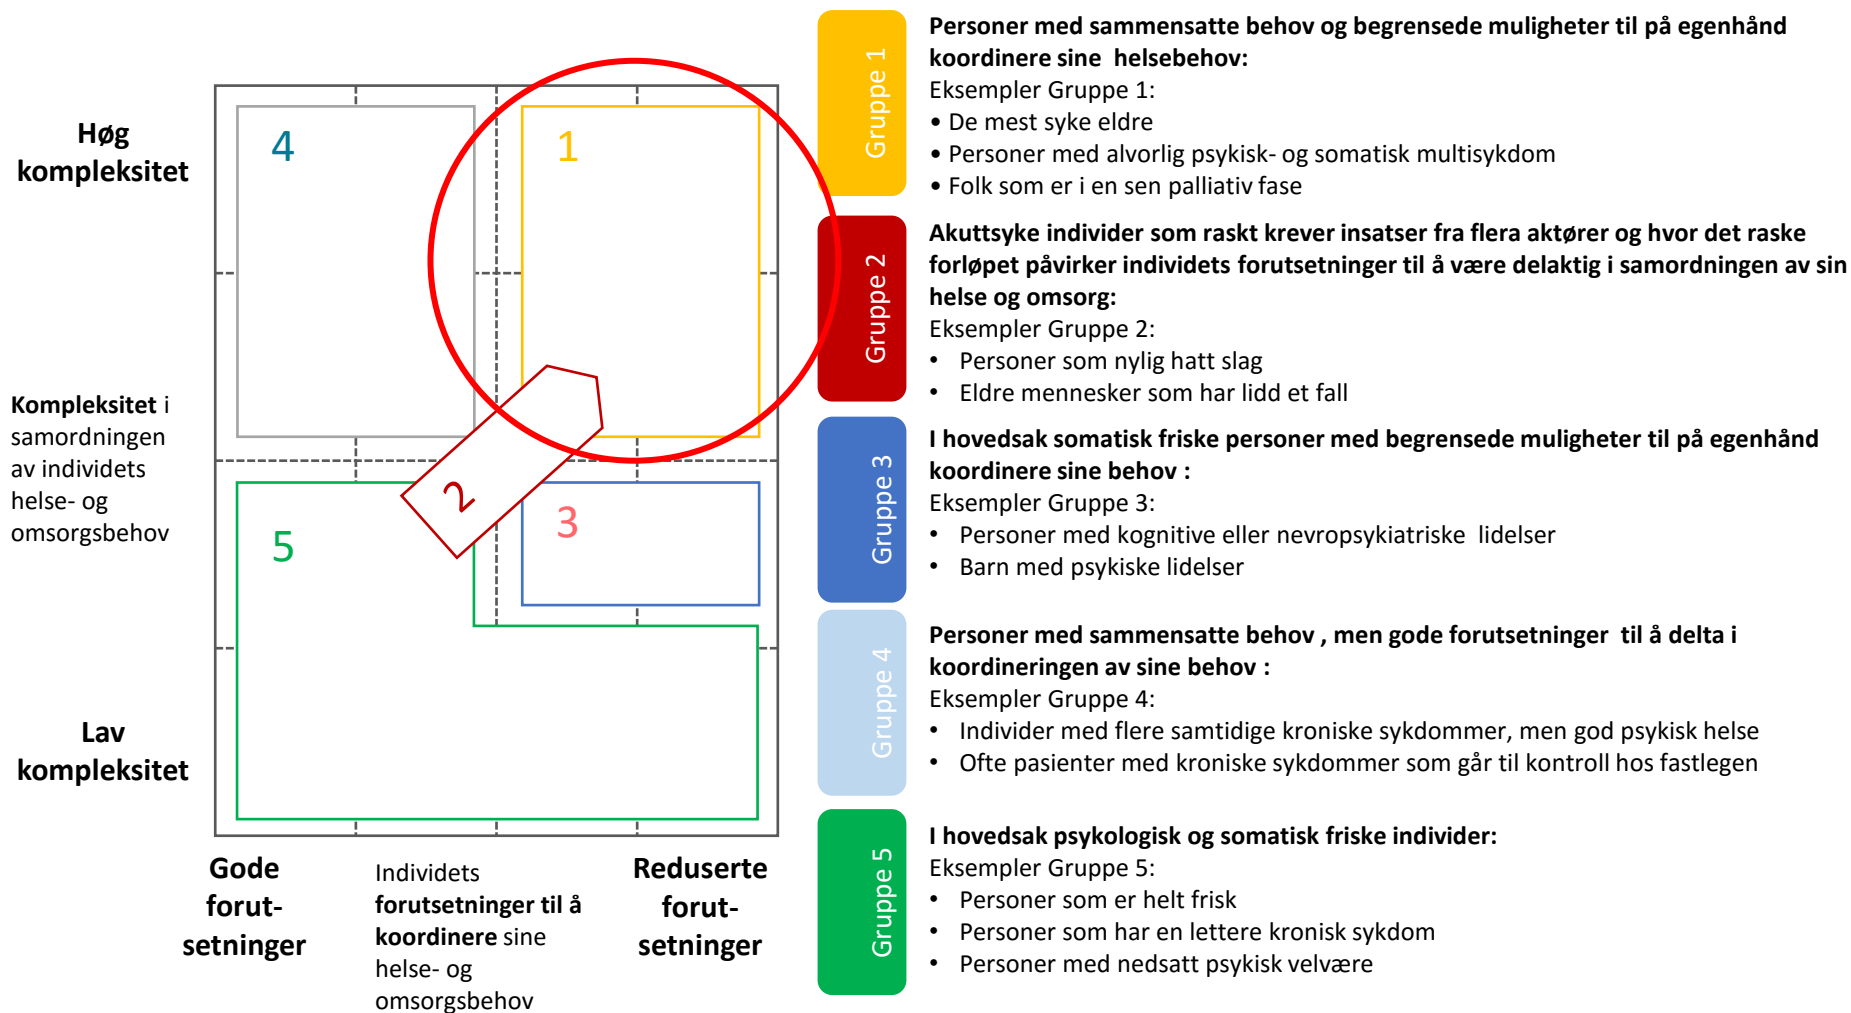 Høg
kompleksitet
Kompleksitet i
samordningen
av individets
helse- og
omsorgsbehov
Lav
kompleksitet
4
1
2
3
5
Gode
forut-
setninger
Individets
forutsetninger til å
koordinere sine
helse- og
omsorgsbehov
Reduserte
forut-
setninger
Gruppe 1
Personer med sammensatte behov og begrensede muligheter til på egenhånd
koordinere sine helsebehov:
Eksempler Gruppe 1:
• De mest syke eldre
• Personer med alvorlig psykisk- og somatisk multisykdom
• Folk som er i en sen palliativ fase
Gruppe 2
Akuttsyke individer som raskt krever insatser fra flera aktører og hvor det raske
forløpet påvirker individets forutsetninger til å være delaktig i samordningen av sin
helse og omsorg:
Eksempler Gruppe 2:
• Personer som nylig hatt slag
• Eldre mennesker som har lidd et fall
Gruppe 3
I hovedsak somatisk friske personer med begrensede muligheter til på egenhånd
koordinere sine behov :
Eksempler Gruppe 3:
• Personer med kognitive eller nevropsykiatriske lidelser
• Barn med psykiske lidelser
Gruppe 4
Personer med sammensatte behov , men gode forutsetninger til å delta i
koordineringen av sine behov :
Eksempler Gruppe 4:
• Individer med flere samtidige kroniske sykdommer, men god psykisk helse
• Ofte pasienter med kroniske sykdommer som går til kontroll hos fastlegen
Gruppe 5
I hovedsak psykologisk og somatisk friske individer:
Eksempler Gruppe 5:
• Personer som er helt frisk
• Personer som har en lettere kronisk sykdom
• Personer med nedsatt psykisk velvære